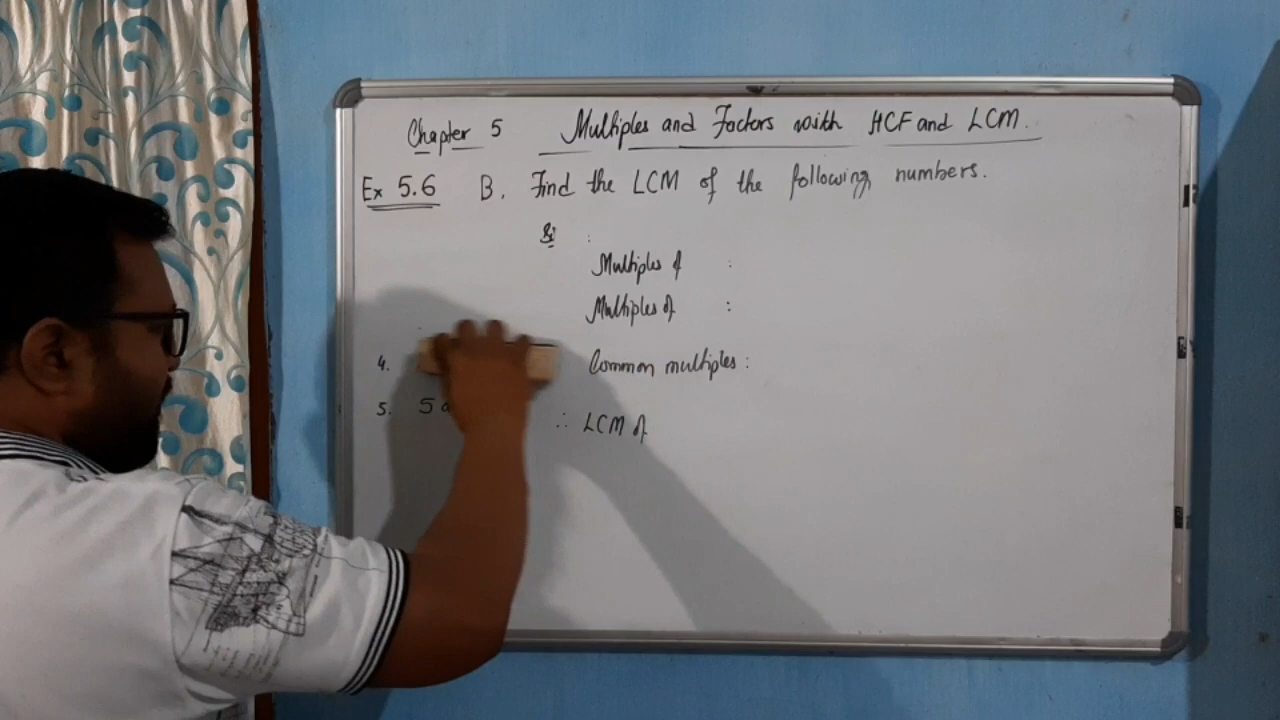 Chapter 5 Multiples and Factors with HCF and LCM.
Ex 5.6 B. Find the LCM of the following numbers.
:
Multiples of :
Multiples of :
4. Common multiples :
5. 5
∴ LCM of